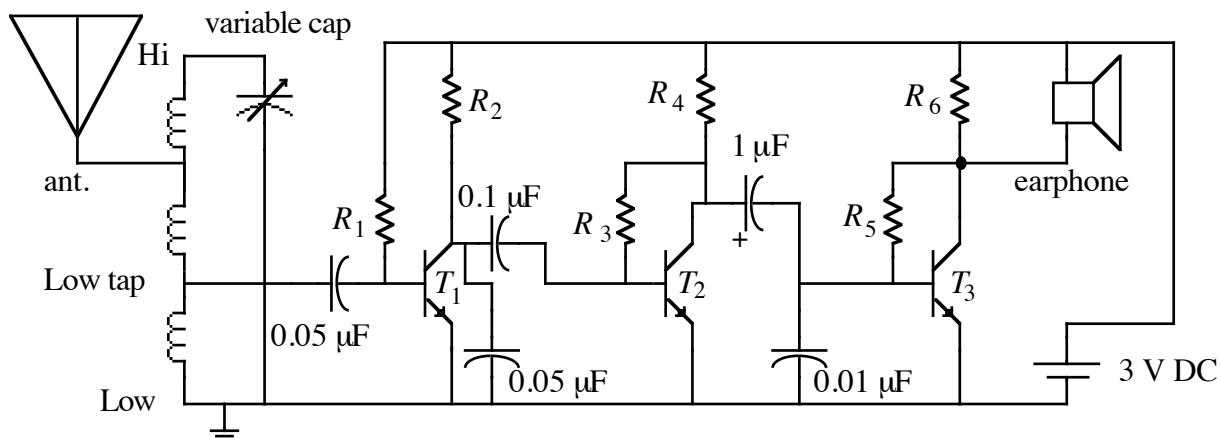 variable cap
Hi
ant.
Low tap
Low
0.05 µF
R1
R2
T1
0.1 µF
0.05 µF
R3
R4
T2
1 µF
+
0.01 µF
R5
R6
T3
earphone
3 V DC